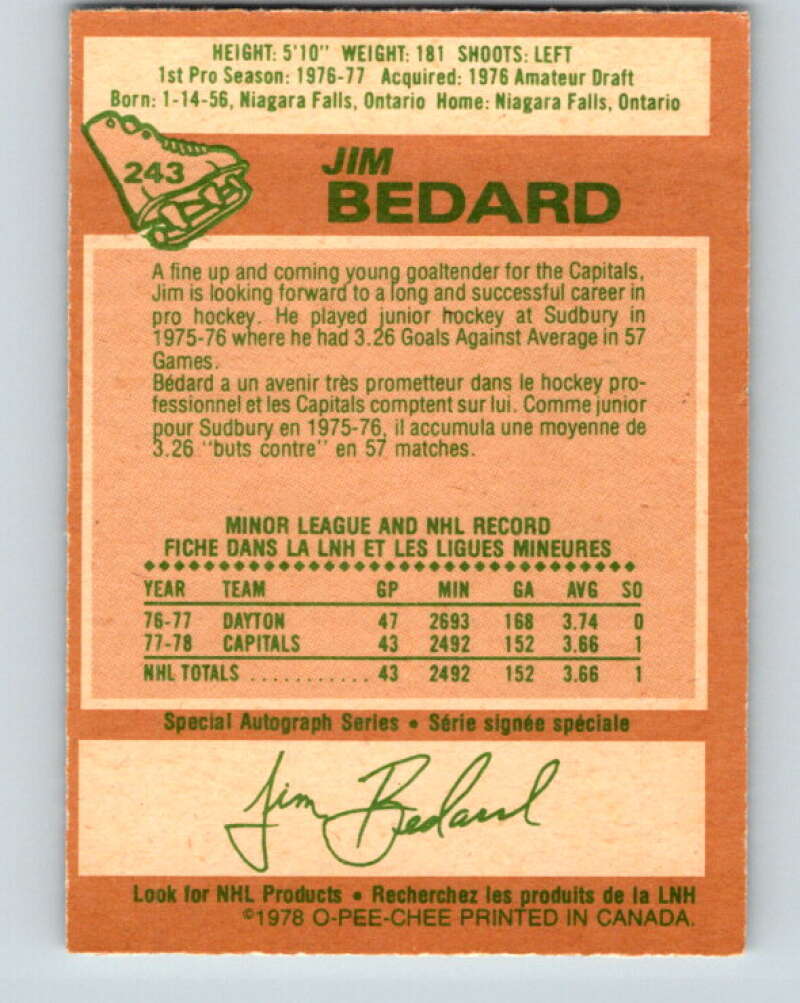 HEIGHT: 5'10" WEIGHT: 181 SHOOTS: LEFT
1st Pro Season: 1976-77 Acquired: 1976 Amateur Draft
Born: 1-14-56, Niagara Falls, Ontario Home: Niagara Falls, Ontario
243
JIM
BEDARD
A fine up and coming young goaltender for the Capitals,
Jim is looking forward to a long and successful career in
pro hockey. He played junior hockey at Sudbury in
1975-76 where he had 3.26 Goals Against Average in 57
Games.
Bédard a un avenir très prometteur dans le hockey pro-
fessionnel et les Capitals comptent sur lui. Comme junior
pour Sudbury en 1975-76, il accumula une moyenne de
3.26 "buts contre" en 57 matches.
MINOR LEAGUE AND NHL RECORD
FICHE DANS LA LNH ET LES LIGUES MINEURES
YEAR TEAM GP MIN GA AVG SO
76-77 DAYTON 47 2693 168 3.74 0
77-78 CAPITALS 43 2492 152 3.66 1
NHL TOTALS ........... 43 2492 152 3.66 1
Special Autograph Series • Série signée spéciale
Jim Bedard
Look for NHL Products • Recherchez les produits de la LNH
©1978 O-PEE-CHEE PRINTED IN CANADA.